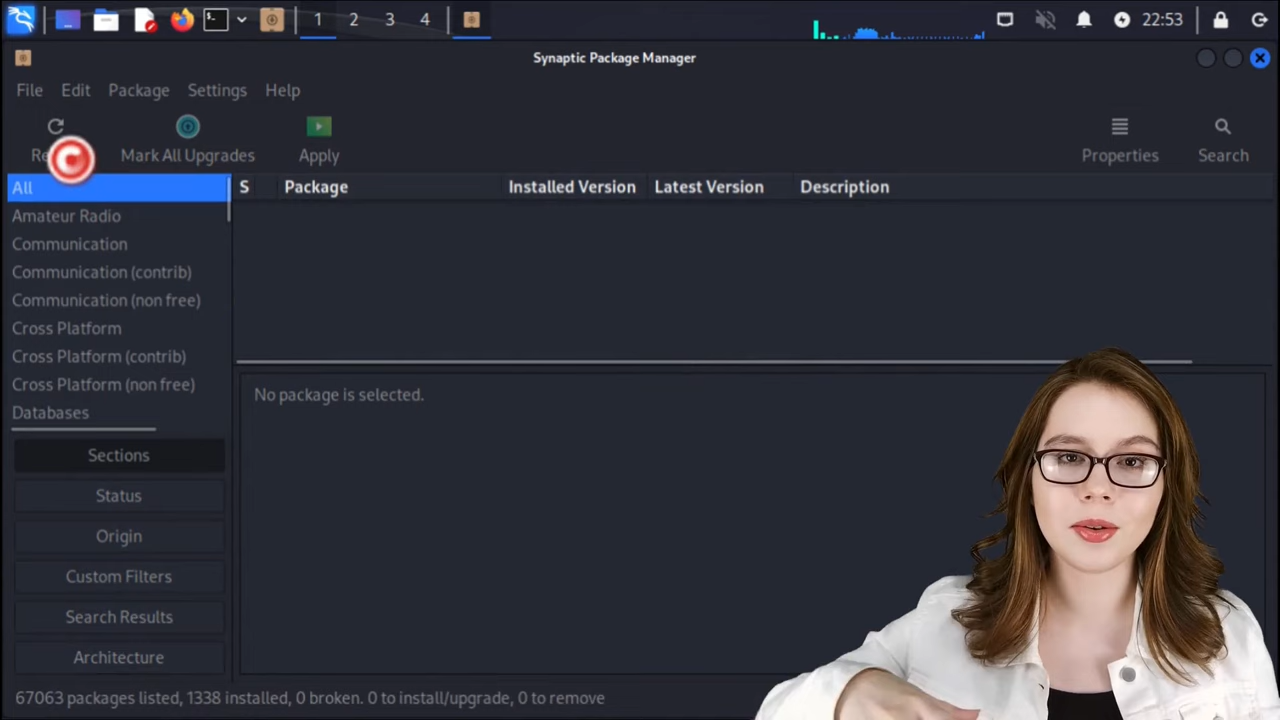 1 2 3 4 22:53
Synaptic Package Manager
File Edit Package Settings Help
Mark All Upgrades Apply Properties Search
All
S Package Installed Version Latest Version Description
Amateur Radio
Communication
Communication (contrib)
Communication (non free)
Cross Platform
Cross Platform (contrib)
Cross Platform (non free)
Databases
No package is selected.
Sections
Status
Origin
Custom Filters
Search Results
Architecture
67063 packages listed, 1338 installed, 0 broken. 0 to install/upgrade, 0 to remove